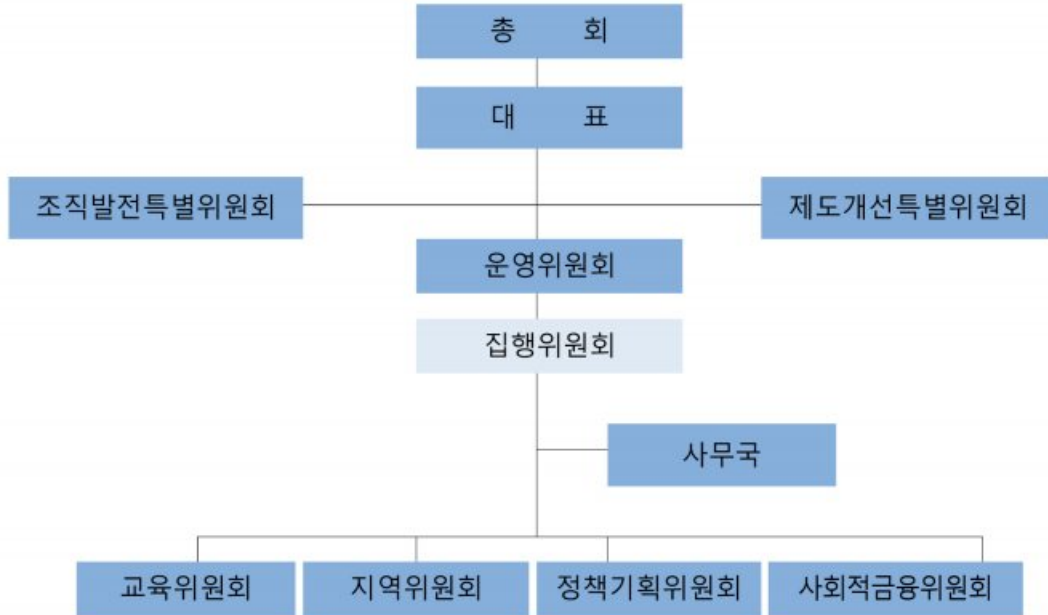 총 회
대 표
조직발전특별위원회 제도개선특별위원회
운영위원회
집행위원회
사무국
교육위원회 지역위원회 정책기획위원회 사회적금융위원회